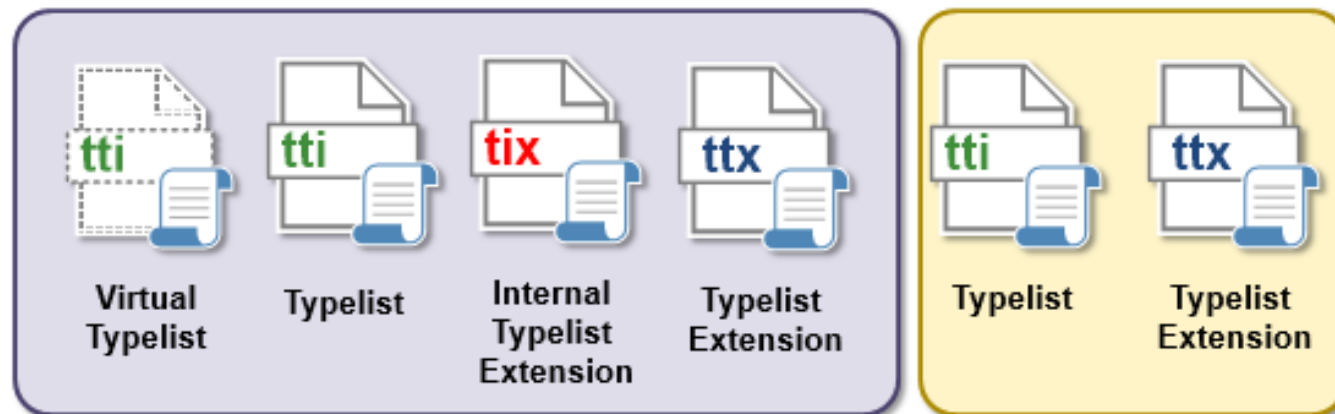 tti
tti
tix
ttx
tti
ttx
Virtual
Typelist
Typelist
Internal
Typelist
Extension
Typelist
Extension
Typelist
Typelist
Extension